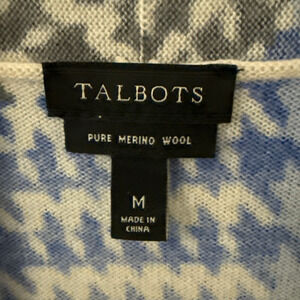 TALBOTS
PURE MERINO WOOL
M
MADE IN
CHINA